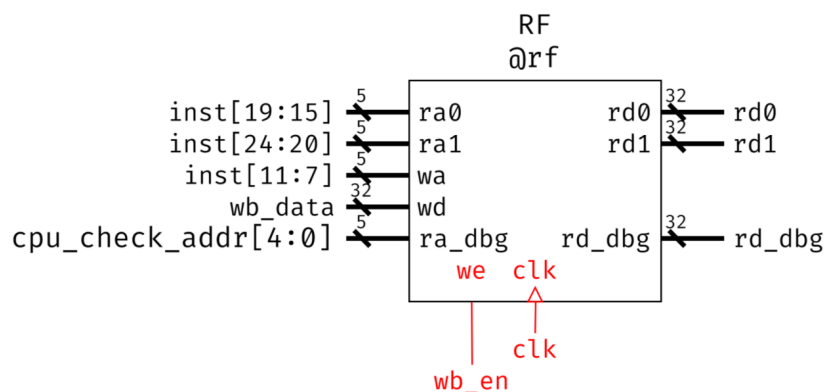 RF
@rf
5 32
inst[19:15] ra0 rd0 rd0
5 32
inst[24:20] ra1 rd1 rd1
5
inst[11:7] wa
32
wb_data wd
5 32
cpu_check_addr[4:0] ra_dbg rd_dbg rd_dbg
we clk
clk
wb_en